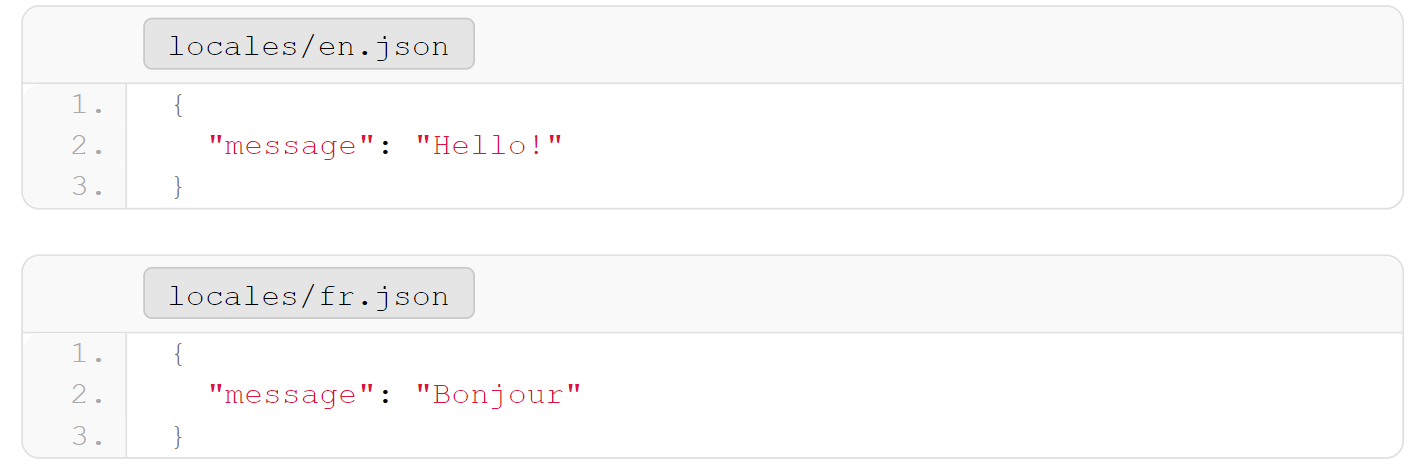 locales/en.json
1. {
2. "message": "Hello!"
3. }
locales/fr.json
1. {
2. "message": "Bonjour"
3. }